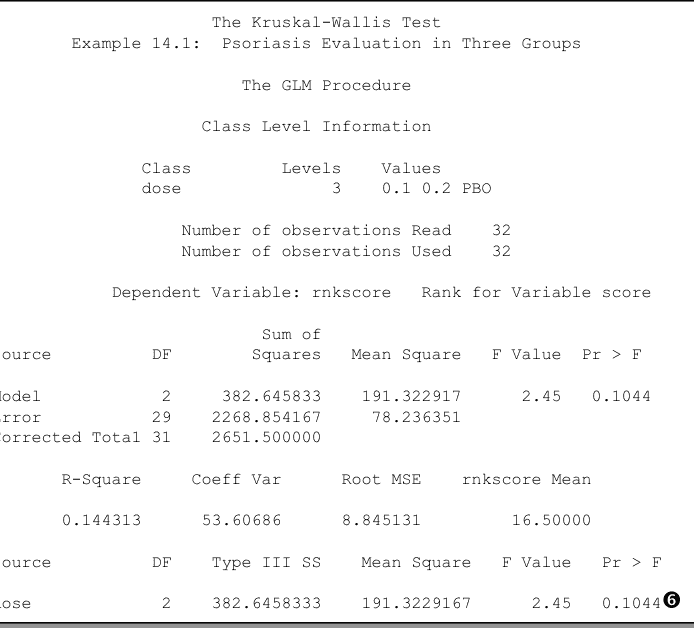 The Kruskal-Wallis Test
Example 14.1: Psoriasis Evaluation in Three Groups
The GLM Procedure
Class Level Information
Class Levels Values
dose 3 0.1 0.2 PBO
Number of observations Read 32
Number of observations Used 32
Dependent Variable: rnkscore Rank for Variable score
Sum of
ource DF Squares Mean Square F Value Pr > F
odel 2 382.645833 191.322917 2.45 0.1044
rror 29 2268.854167 78.236351
orrected Total 31 2651.500000
R-Square Coeff Var Root MSE rnkscore Mean
0.144313 53.60686 8.845131 16.50000
ource DF Type III SS Mean Square F Value Pr > F
ose 2 382.6458333 191.3229167 2.45 0.1044❻